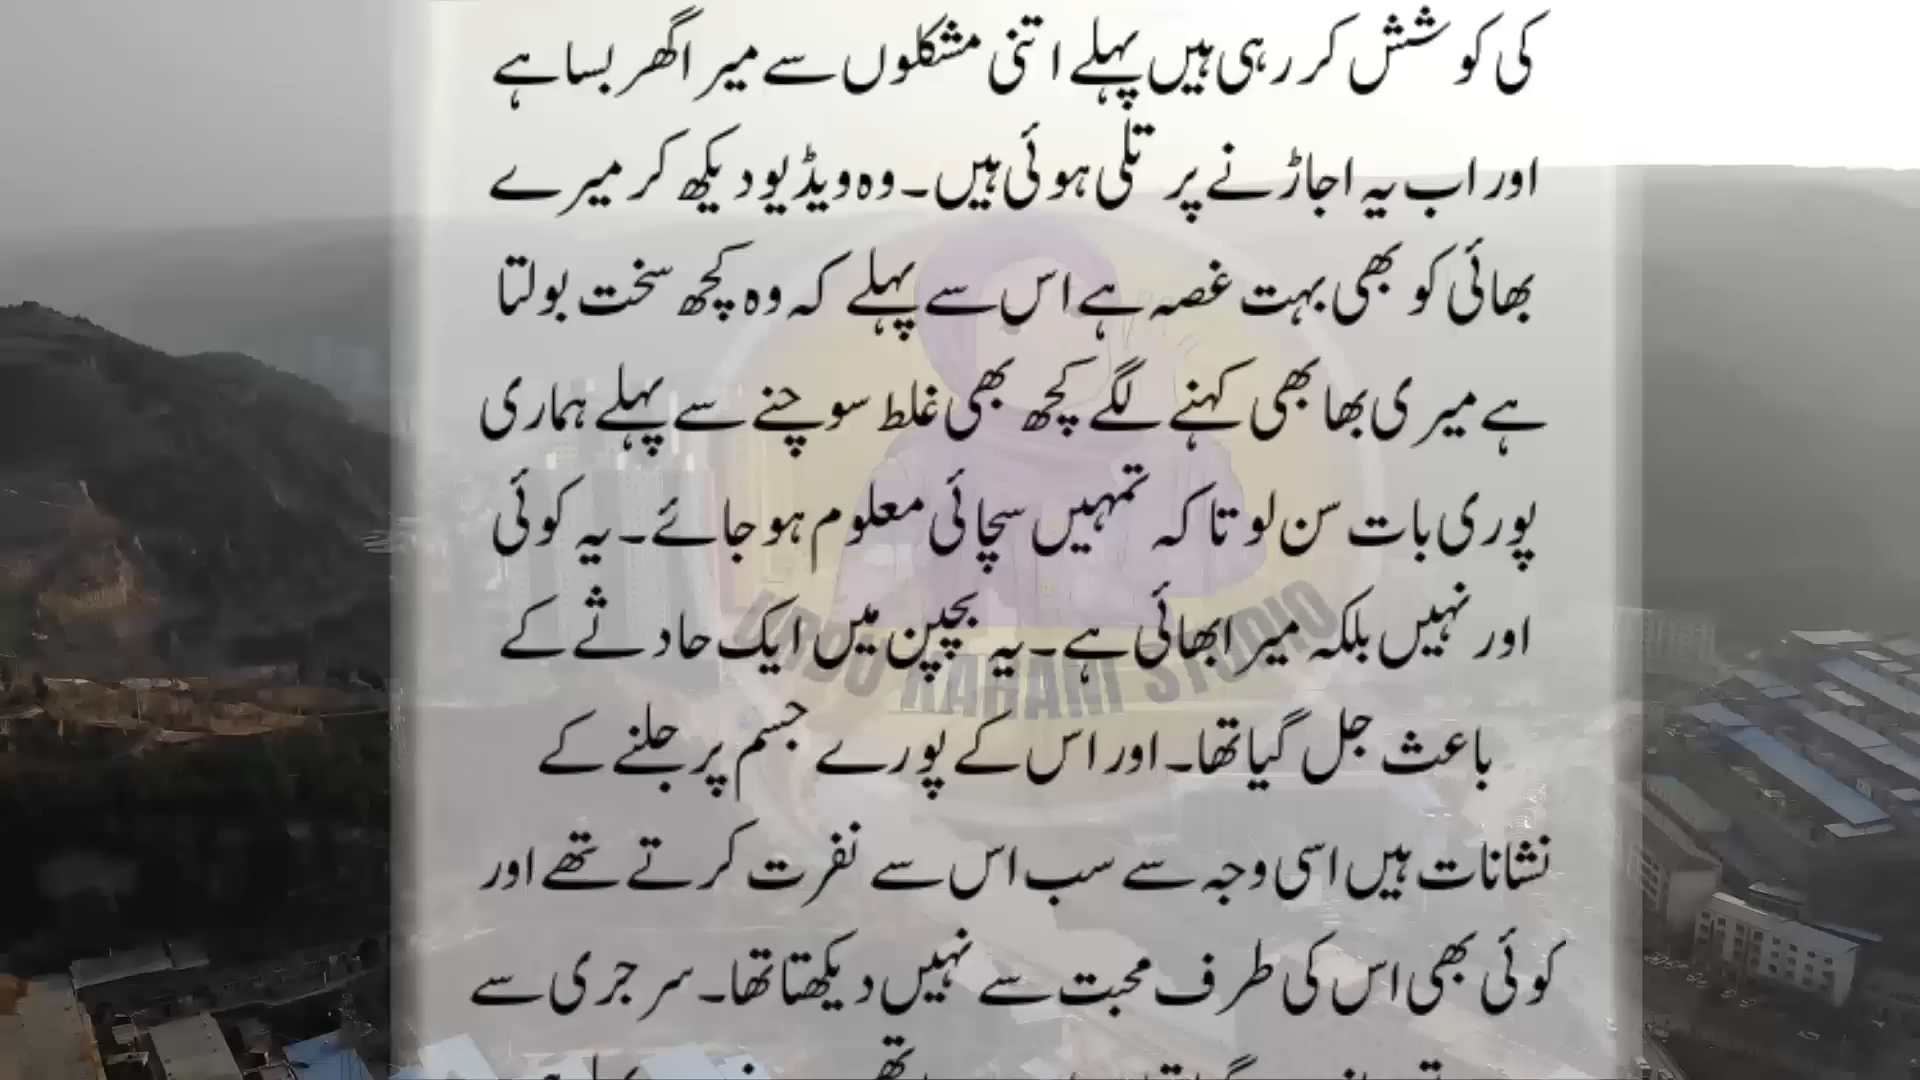 کی کوشش کر رہی ہیں پہلے اتنی مشکلوں سے میرا گھر بسا ہے
اور اب یہ اجاڑنے پر تلی ہوئی ہیں۔ وہ ویڈیو دیکھ کر میرے
بھائی کو بھی بہت غصہ ہے اس سے پہلے کہ وہ کچھ سخت بولتا
ہے میری بھابھی کہنے لگے کچھ بھی غلط سوچنے سے پہلے ہماری
پوری بات سن لو تا کہ تمہیں سچائی معلوم ہو جائے۔ یہ کوئی
اور نہیں بلکہ میرا بھائی ہے۔ یہ بچپن میں ایک حادثے کے
باعث جل گیا تھا۔ اور اس کے پورے جسم پر جلنے کے
نشانات ہیں اسی وجہ سے سب اس سے نفرت کرتے تھے اور
کوئی بھی اس کی طرف محبت سے نہیں دیکھتا تھا۔ سرجری سے
URDU KAHANI STUDIO